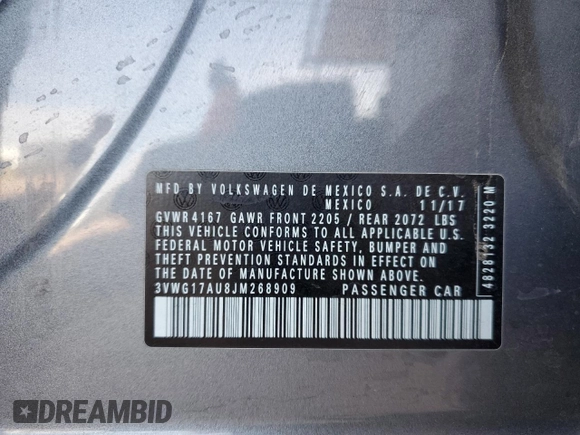 MFD BY VOLKSWAGEN DE MEXICO S.A. DE C.V.
MEXICO 11/17
GVWR4167 GAWR FRONT 2205 / REAR 2072 LBS
THIS VEHICLE CONFORMS TO ALL APPLICABLE U.S.
FEDERAL MOTOR VEHICLE SAFETY, BUMPER AND
THEFT PREVENTION STANDARDS IN EFFECT ON THE
DATE OF MANUFACTURE SHOWN ABOVE.
3VWG17AU8JM268909 PASSENGER CAR
4828132 3220 M
DREAMBID